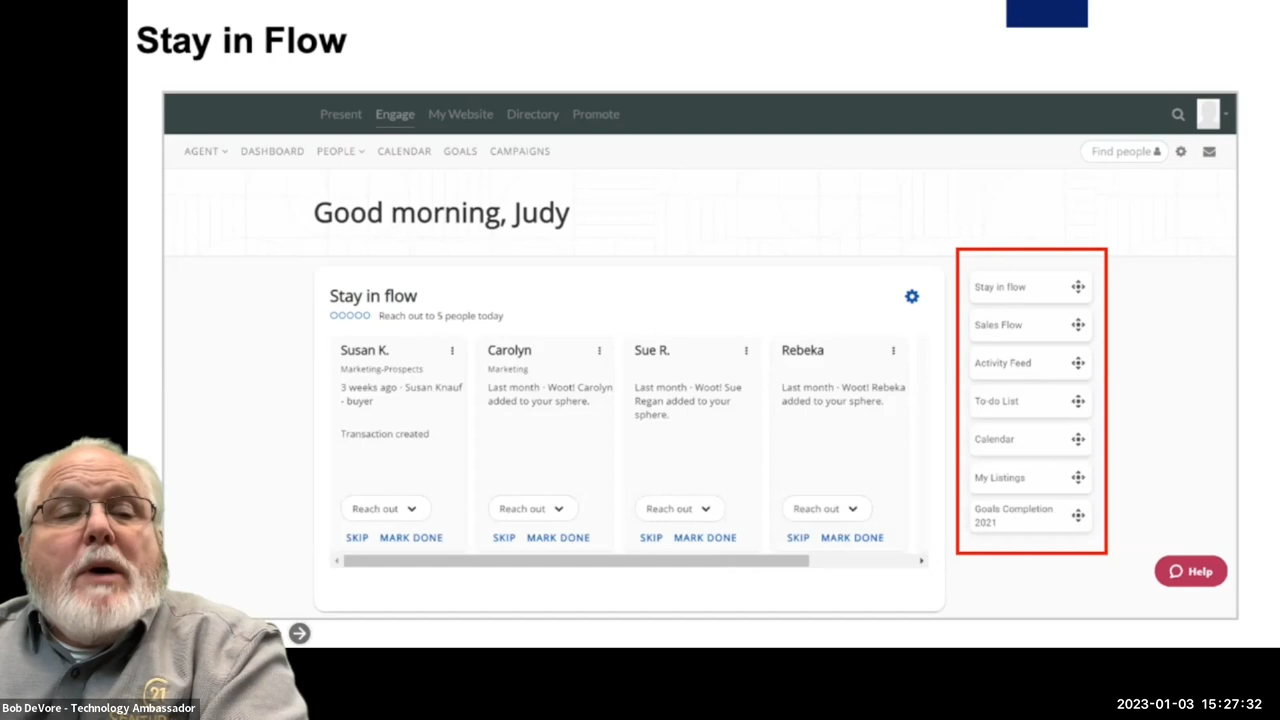 Stay in Flow
Present Engage My Website Directory Promote
AGENT DASHBOARD PEOPLE CALENDAR GOALS CAMPAIGNS
Find people
Good morning, Judy
Stay in flow
Reach out to 5 people today
Susan K.
Marketing-Prospects
3 weeks ago · Susan Knauf
- buyer
Transaction created
Reach out
SKIP MARK DONE
Carolyn
Marketing
Last month · Woot! Carolyn
added to your sphere.
Reach out
SKIP MARK DONE
Sue R.
Last month · Woot! Sue
Regan added to your
sphere.
Reach out
SKIP MARK DONE
Rebeka
Last month · Woot! Rebeka
added to your sphere.
Reach out
SKIP MARK DONE
Stay in flow
Sales Flow
Activity Feed
To-do List
Calendar
My Listings
Goals Completion
2021
Help
21
Bob DeVore - Technology Ambassador
2023-01-03 15:27:32